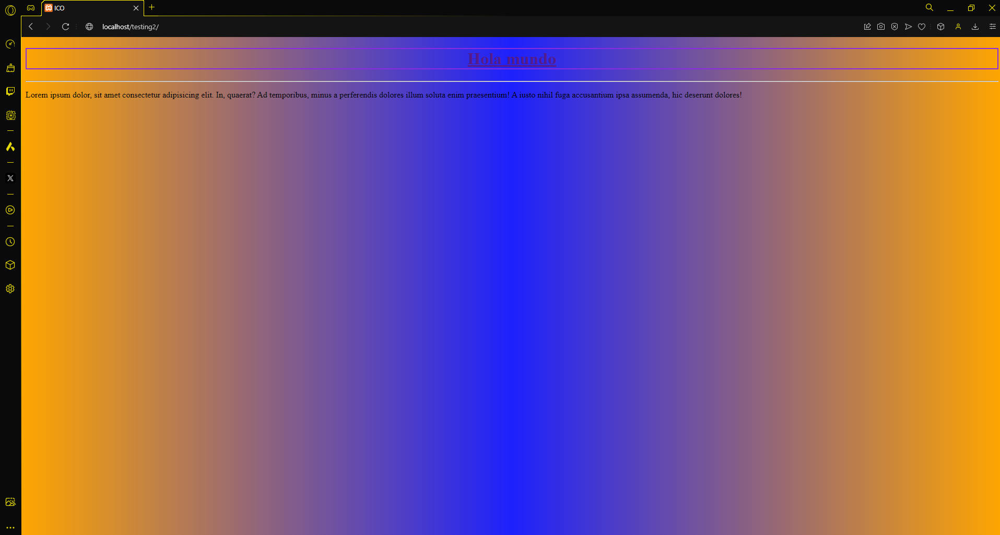 ICO
localhost/testing2/
Hola mundo
Lorem ipsum dolor, sit amet consectetur adipisicing elit. In, quaerat? Ad temporibus, minus a perferendis dolores illum soluta enim praesentium! A iusto nihil fuga accusantium ipsa assumenda, hic deserunt dolores!